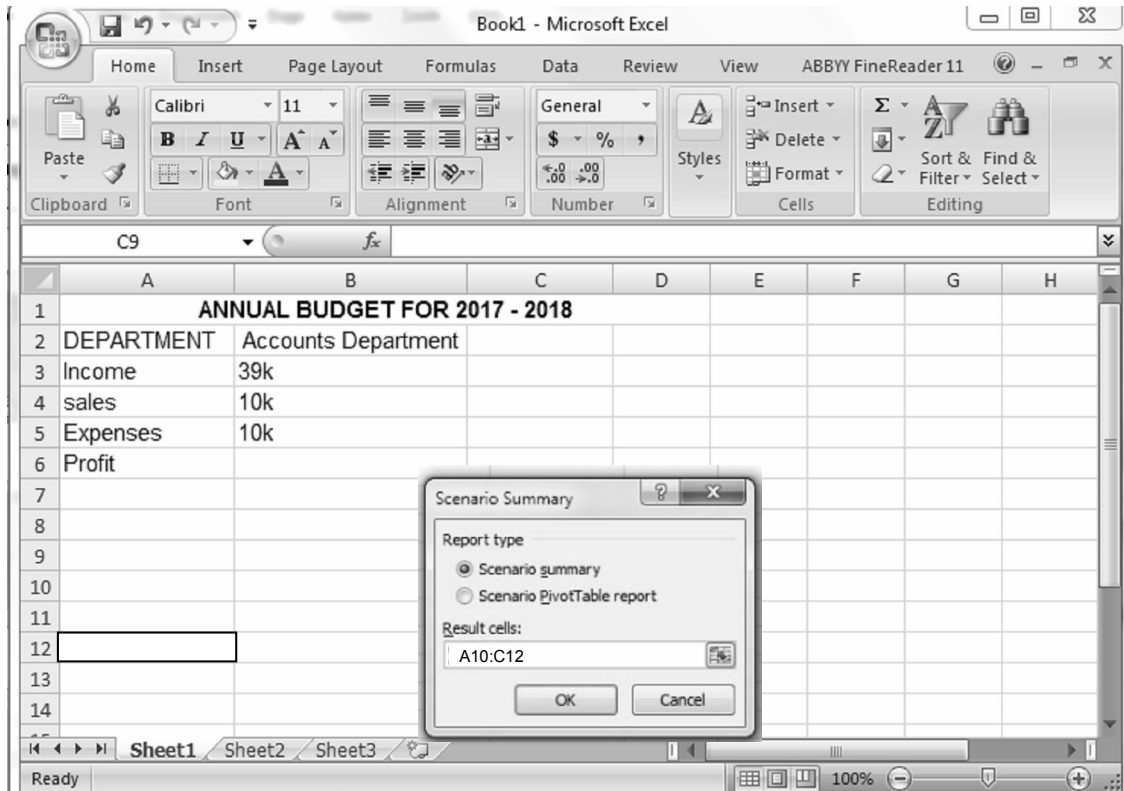 Book1 - Microsoft Excel
Home Insert Page Layout Formulas Data Review View ABBYY FineReader 11
Calibri 11 General Insert
B I U A A $ % , Delete
Paste Styles Format Sort & Filter Find & Select
Clipboard Font Alignment Number Cells Editing
C9 fx
A B C D E F G H
1 ANNUAL BUDGET FOR 2017 - 2018
2 DEPARTMENT Accounts Department
3 Income 39k
4 sales 10k
5 Expenses 10k
6 Profit
7
8
9
10
11
12
13
14
Scenario Summary
Report type
Scenario summary
Scenario PivotTable report
Result cells:
A10:C12
OK Cancel
Sheet1 Sheet2 Sheet3
Ready 100%